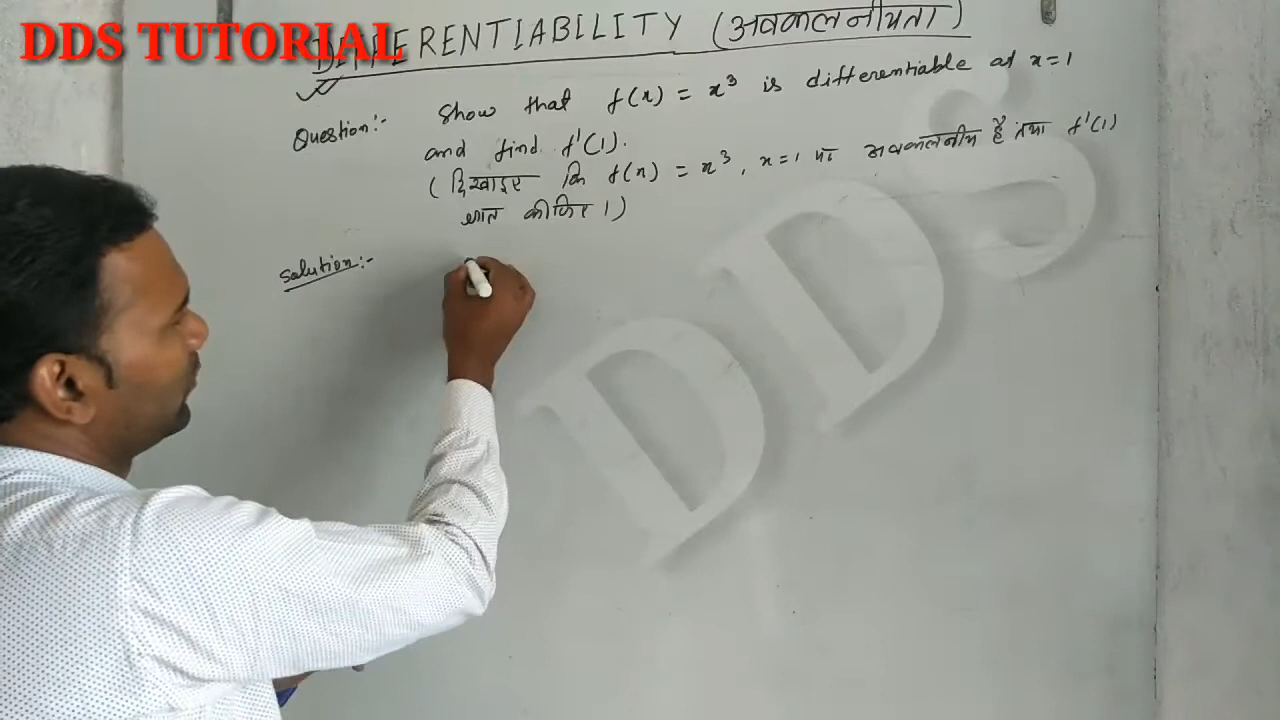 DDS TUTORIAL
DIFFERENTIABILITY (अवकलनीयता)
Question:- Show that f(x) = x³ is differentiable at x=1
and find f'(1).
(दिखाइए कि f(x) = x³, x=1 पर अवकलनीय है तथा f'(1)
ज्ञात कीजिए।)
Solution:-
DDS